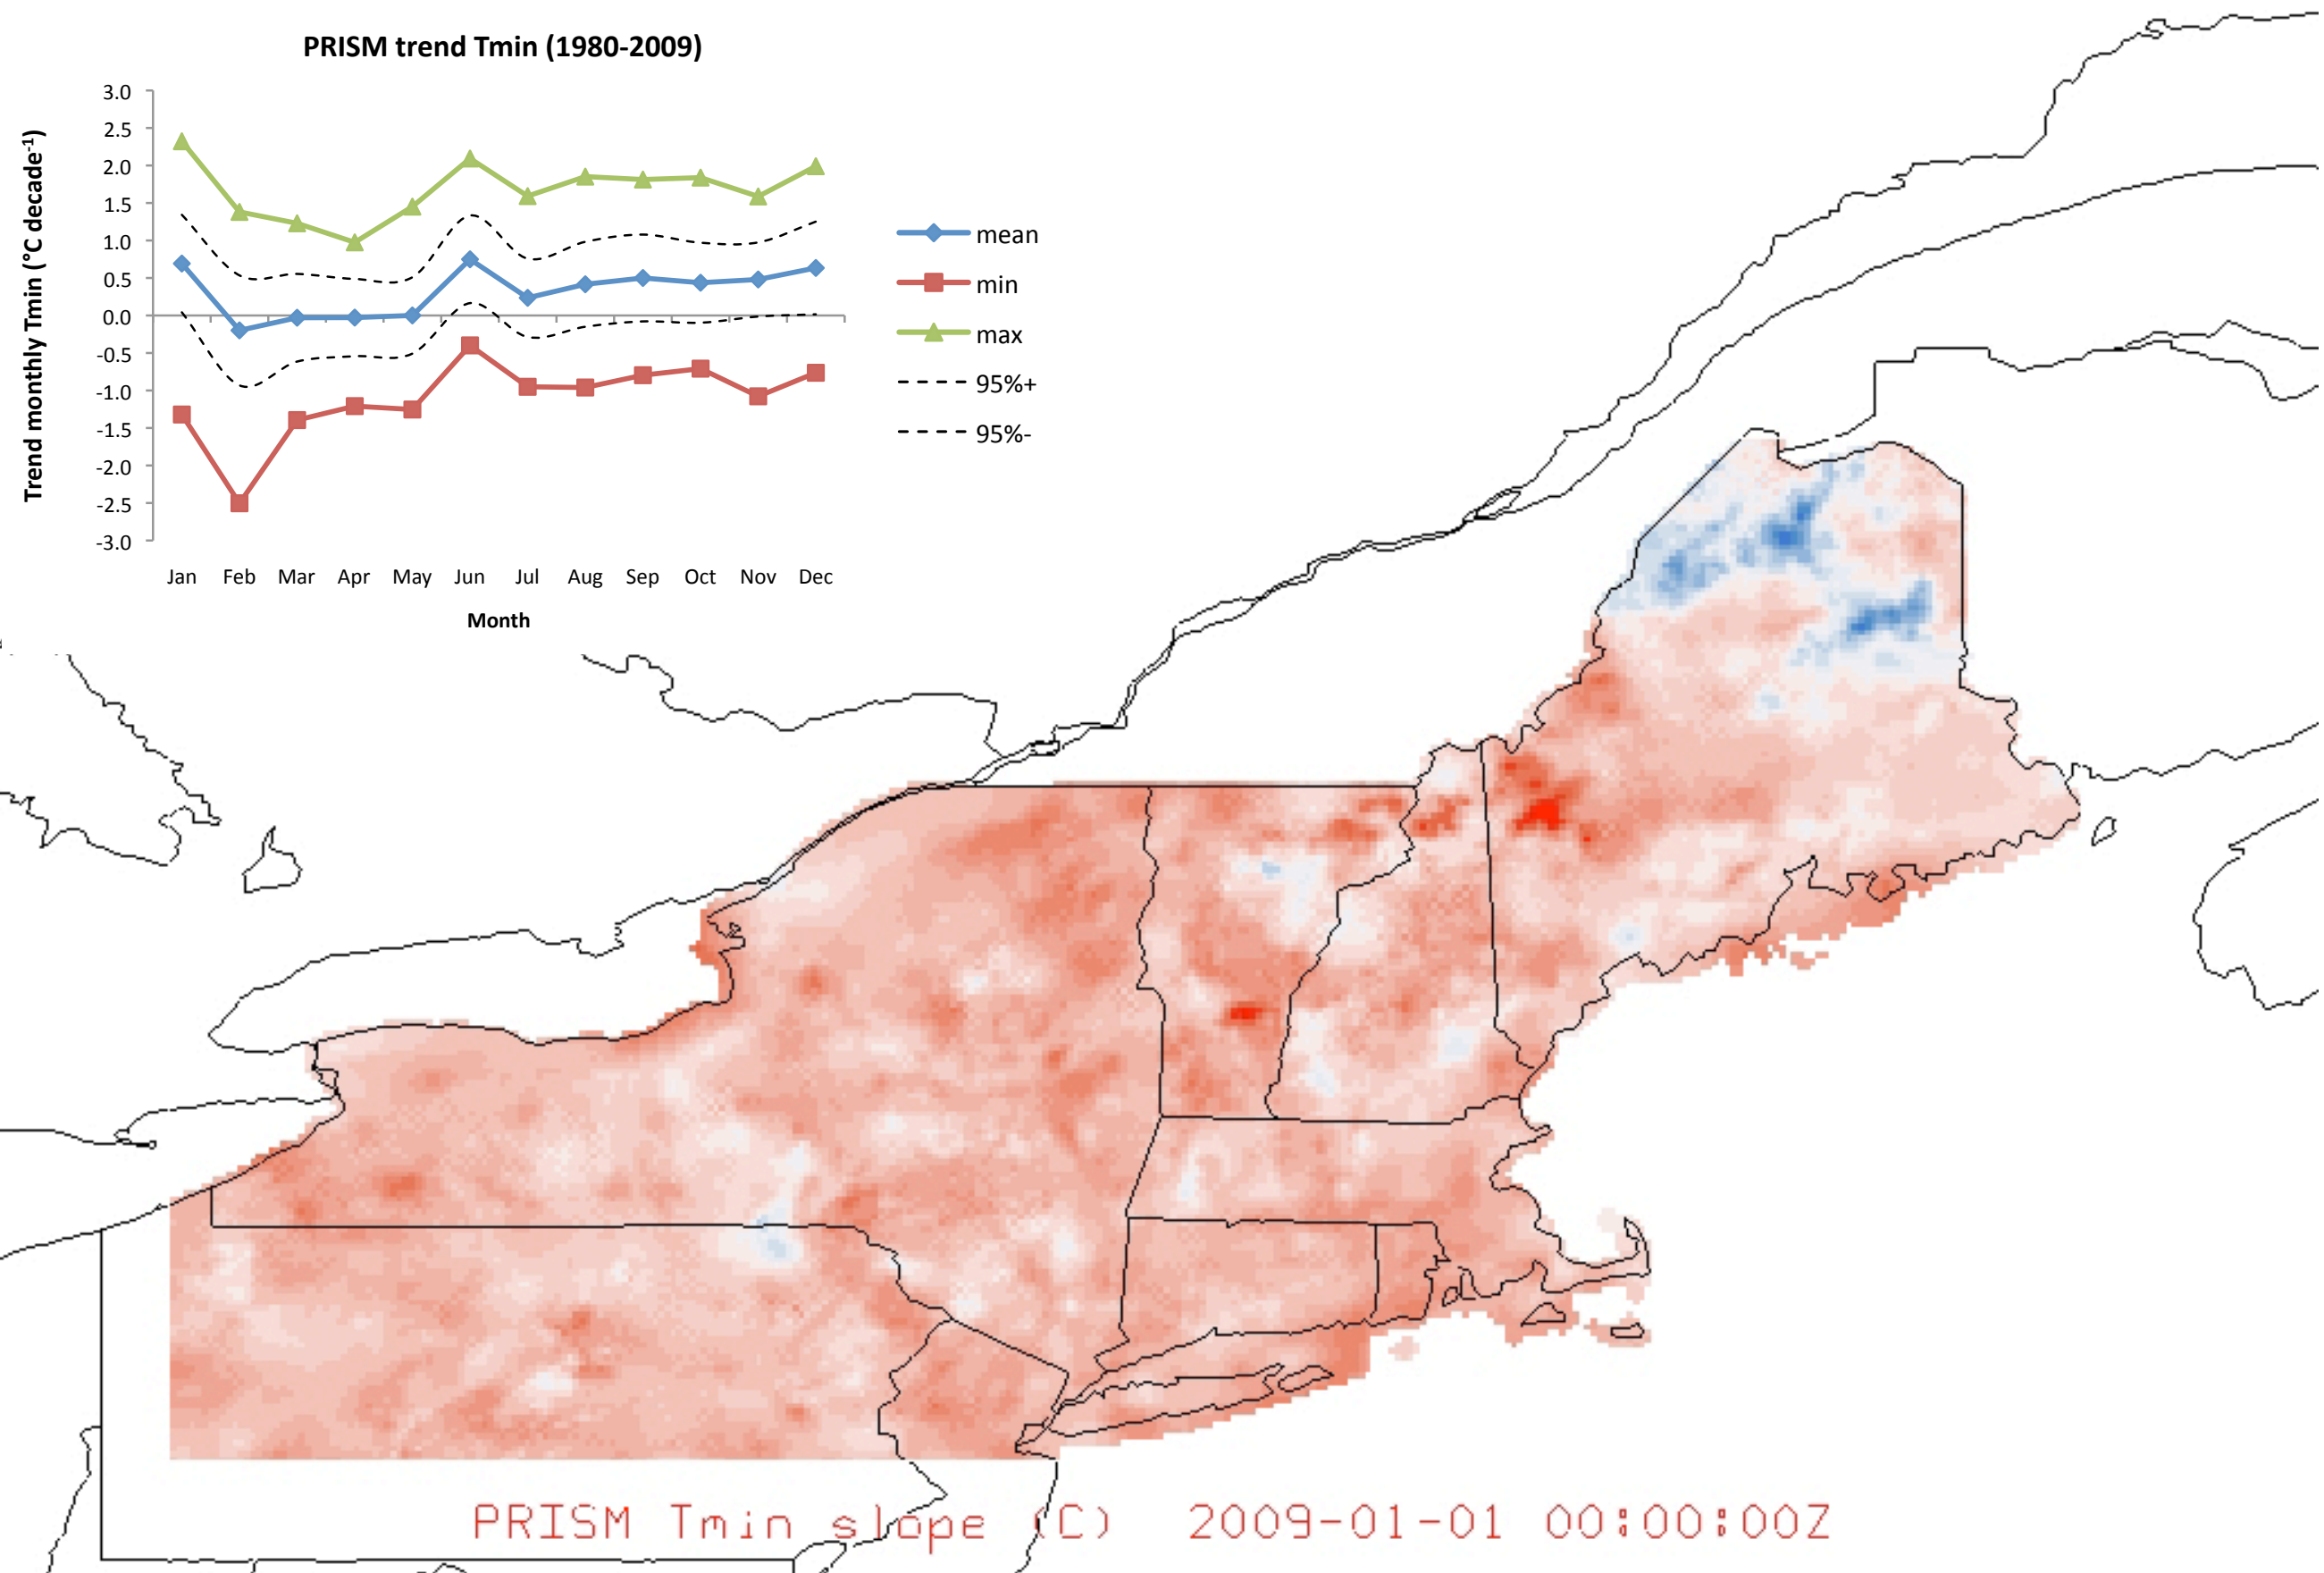 PRISM trend Tmin (1980-2009)
Trend monthly Tmin (°C decade⁻¹)
3.0
2.5
2.0
1.5
1.0
0.5
0.0
-0.5
-1.0
-1.5
-2.0
-2.5
-3.0
Jan Feb Mar Apr May Jun Jul Aug Sep Oct Nov Dec
Month
mean
min
max
95%+
95%-
PRISM Tmin slope (C) 2009-01-01 00:00:00Z